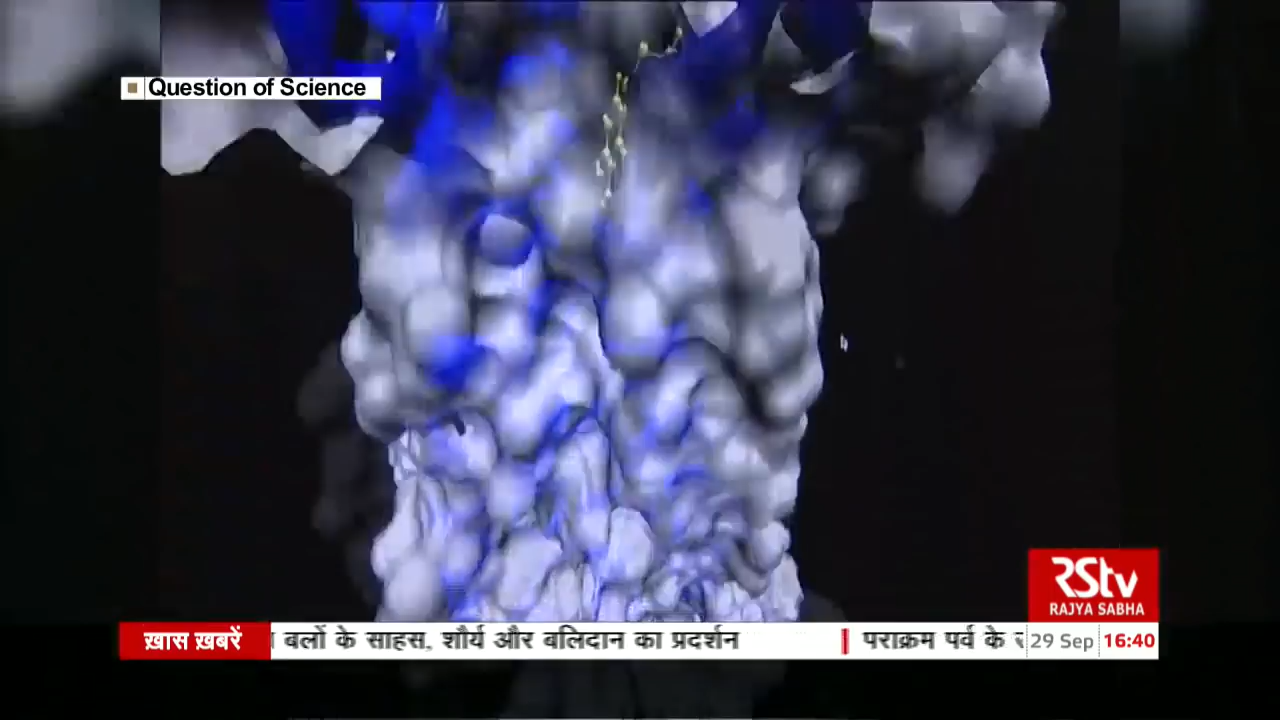 Question of Science
RSTV
RAJYA SABHA
ख़ास ख़बरें
बलों के साहस, शौर्य और बलिदान का प्रदर्शन
पराक्रम पर्व के
29 Sep 16:40